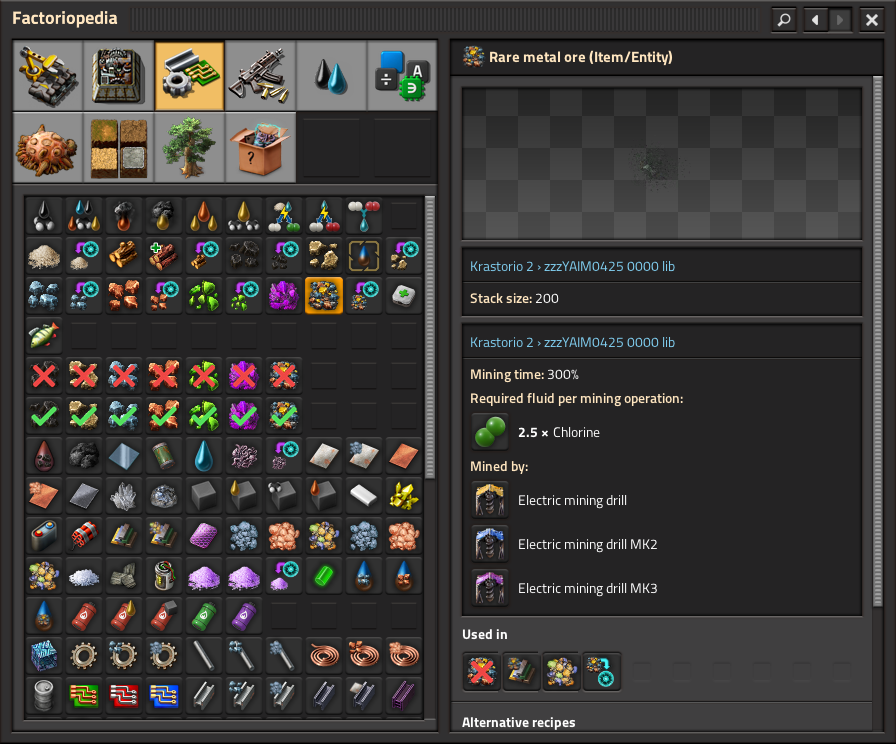 Factoriopedia
Rare metal ore (Item/Entity)
Krastorio 2 › zzzYAIM0425 0000 lib
Stack size: 200
Krastorio 2 › zzzYAIM0425 0000 lib
Mining time: 300%
Required fluid per mining operation:
2.5 × Chlorine
Mined by:
Electric mining drill
Electric mining drill MK2
Electric mining drill MK3
Used in
Alternative recipes